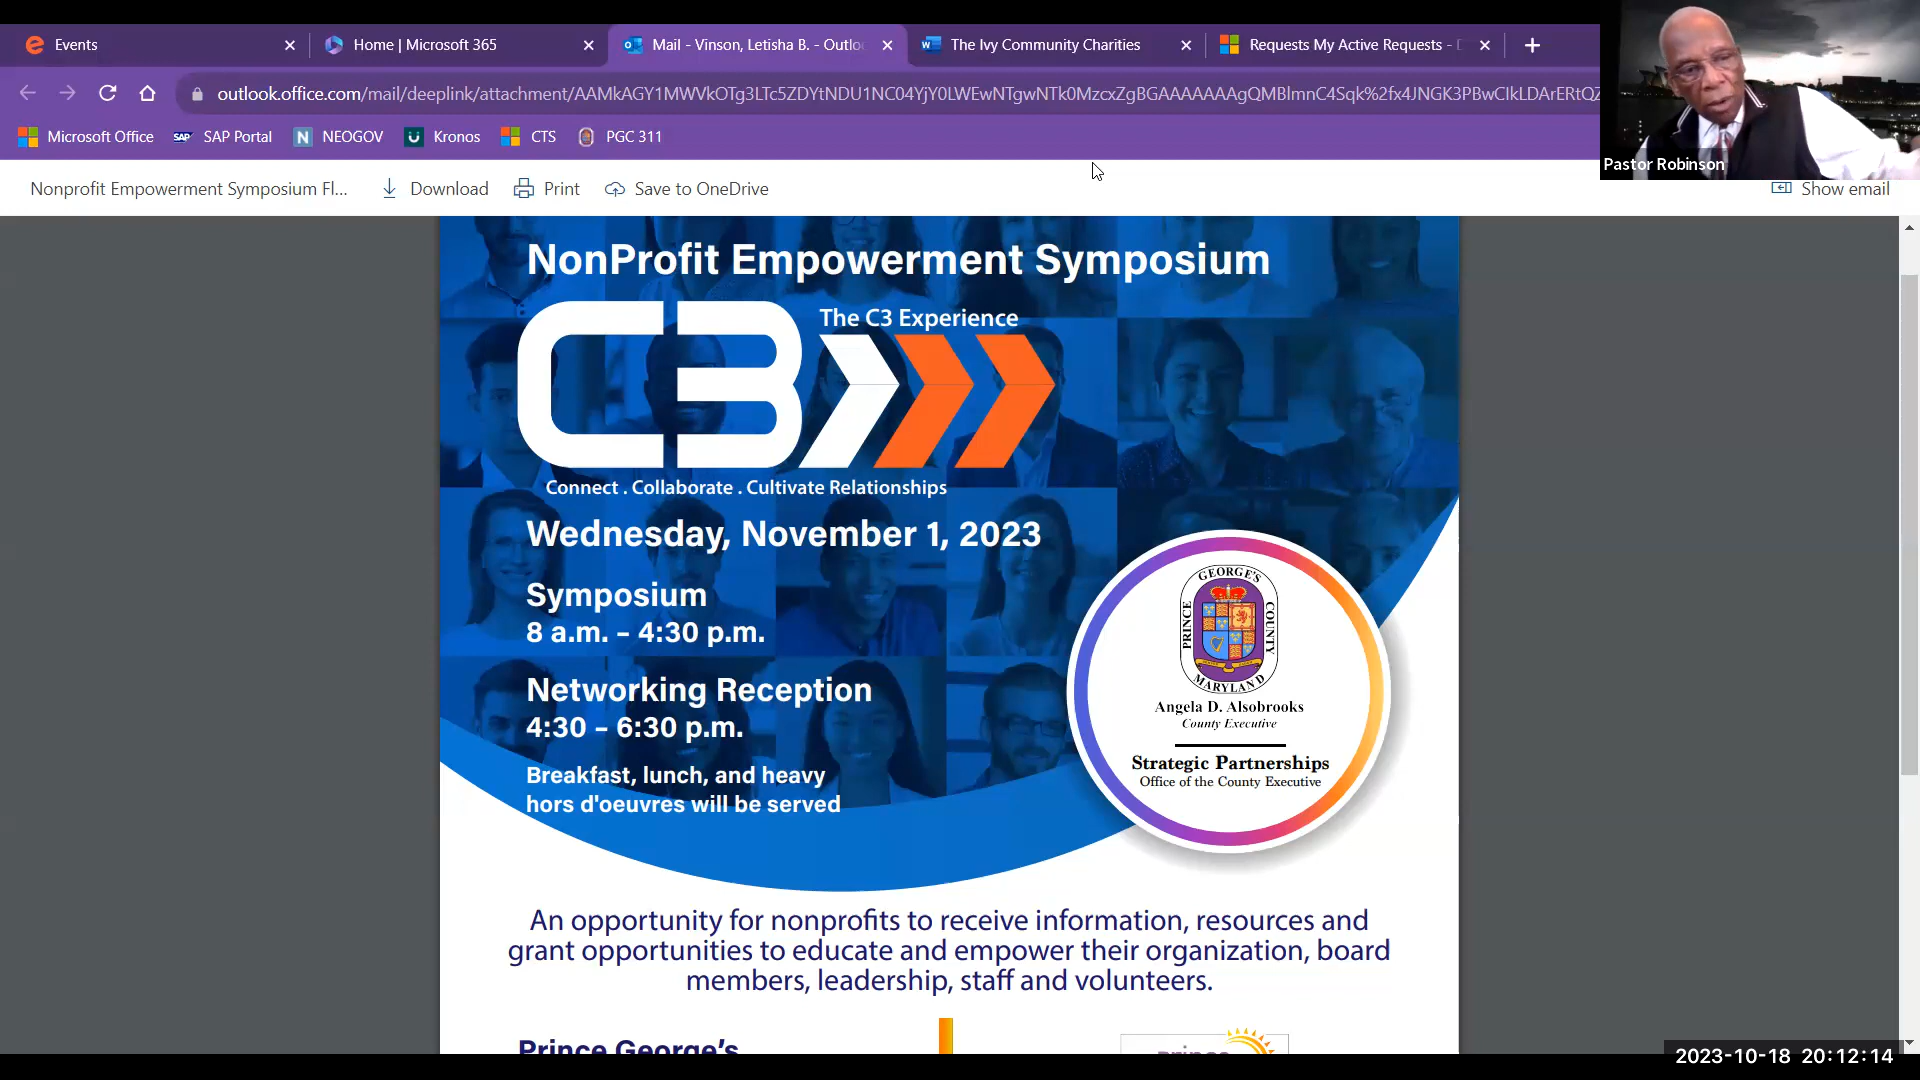 Events
Home | Microsoft 365
Mail - Vinson, Letisha B. - Outlo
The Ivy Community Charities
Requests My Active Requests - D
outlook.office.com/mail/deeplink/attachment/
Microsoft Office
SAP Portal
NEOGOV
Kronos
CTS
PGC 311
Pastor Robinson
Nonprofit Empowerment Symposium Fl...
Download
Print
Save to OneDrive
Show email
NonProfit Empowerment Symposium
The C3 Experience
C3
Connect . Collaborate . Cultivate Relationships
Wednesday, November 1, 2023
Symposium
8 a.m. – 4:30 p.m.
Networking Reception
4:30 – 6:30 p.m.
Breakfast, lunch, and heavy
hors d'oeuvres will be served
PRINCE GEORGE'S COUNTY
MARYLAND
Angela D. Alsobrooks
County Executive
Strategic Partnerships
Office of the County Executive
An opportunity for nonprofits to receive information, resources and
grant opportunities to educate and empower their organization, board
members, leadership, staff and volunteers.
Prince George's
2023-10-18 20:12:14